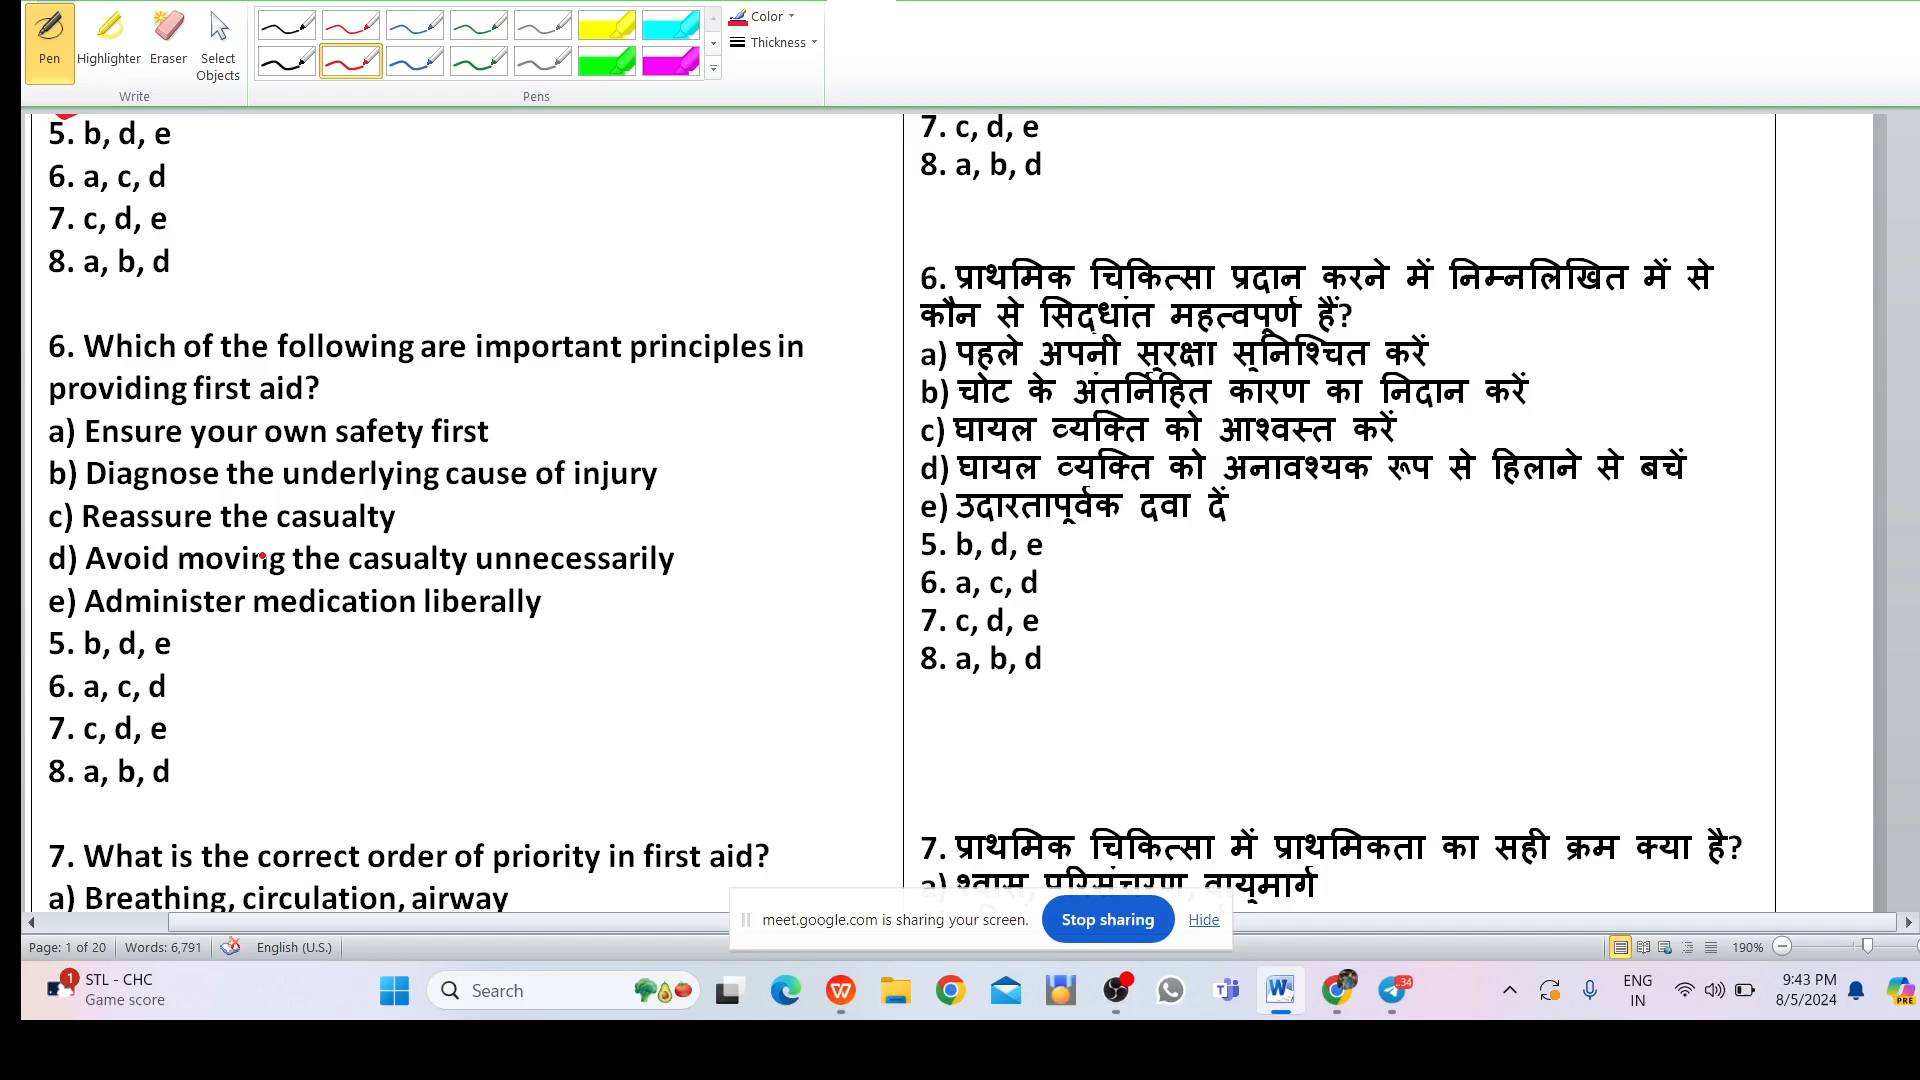 Pen
Highlighter
Eraser
Select
Objects
Write
Pens
Color
Thickness
5. b, d, e
6. a, c, d
7. c, d, e
8. a, b, d
6. Which of the following are important principles in
providing first aid?
a) Ensure your own safety first
b) Diagnose the underlying cause of injury
c) Reassure the casualty
d) Avoid moving the casualty unnecessarily
e) Administer medication liberally
5. b, d, e
6. a, c, d
7. c, d, e
8. a, b, d
7. What is the correct order of priority in first aid?
a) Breathing, circulation, airway
7. c, d, e
8. a, b, d
6. प्राथमिक चिकित्सा प्रदान करने में निम्नलिखित में से
कौन से सिद्धांत महत्वपूर्ण हैं?
a) पहले अपनी सुरक्षा सुनिश्चित करें
b) चोट के अंतर्निहित कारण का निदान करें
c) घायल व्यक्ति को आश्वस्त करें
d) घायल व्यक्ति को अनावश्यक रूप से हिलाने से बचें
e) उदारतापूर्वक दवा दें
5. b, d, e
6. a, c, d
7. c, d, e
8. a, b, d
7. प्राथमिक चिकित्सा में प्राथमिकता का सही क्रम क्या है?
a) श्वास, परिसंचरण, वायुमार्ग
meet.google.com is sharing your screen. Stop sharing Hide
Page: 1 of 20 Words: 6,791 English (U.S.) 190%
STL - CHC
Game score
Search
ENG
IN
9:43 PM
8/5/2024
1
34
PRE